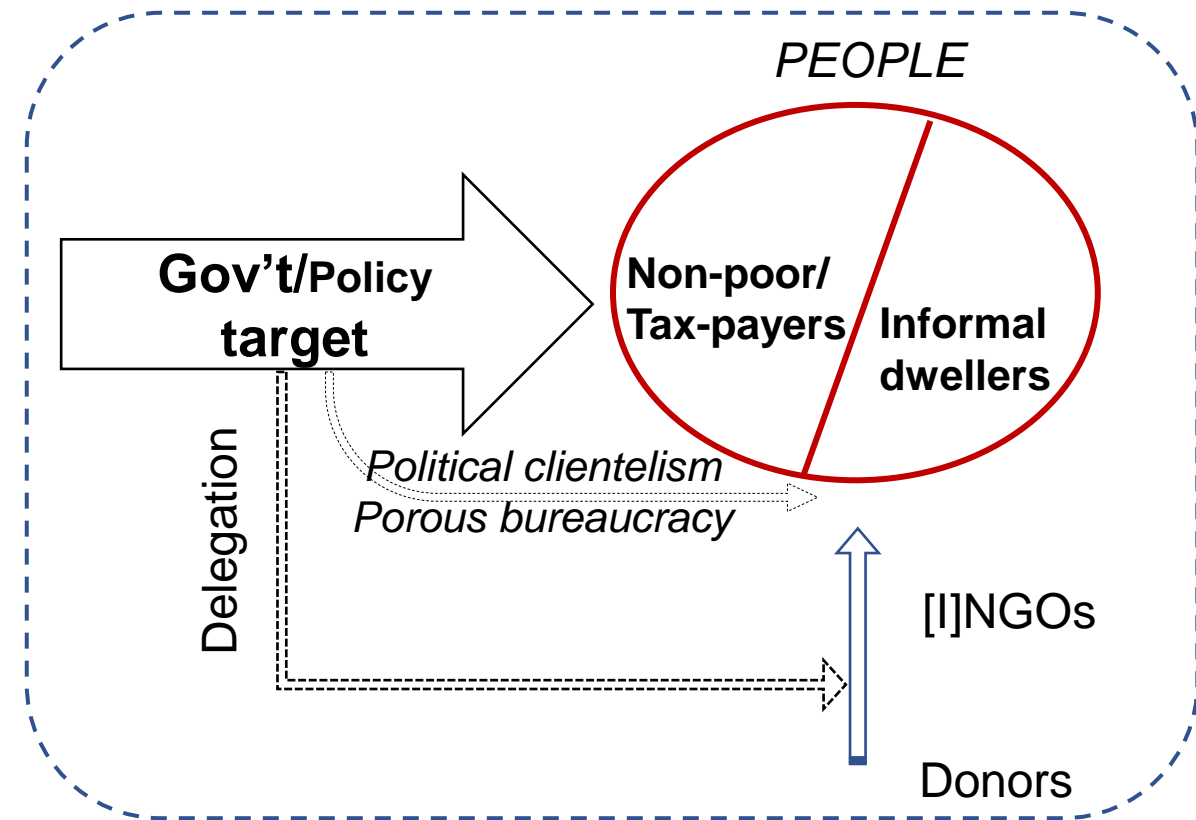 PEOPLE
Gov’t/Policy
target
Non-poor/
Tax-payers
Informal
dwellers
Political clientelism
Porous bureaucracy
Delegation
[I]NGOs
Donors